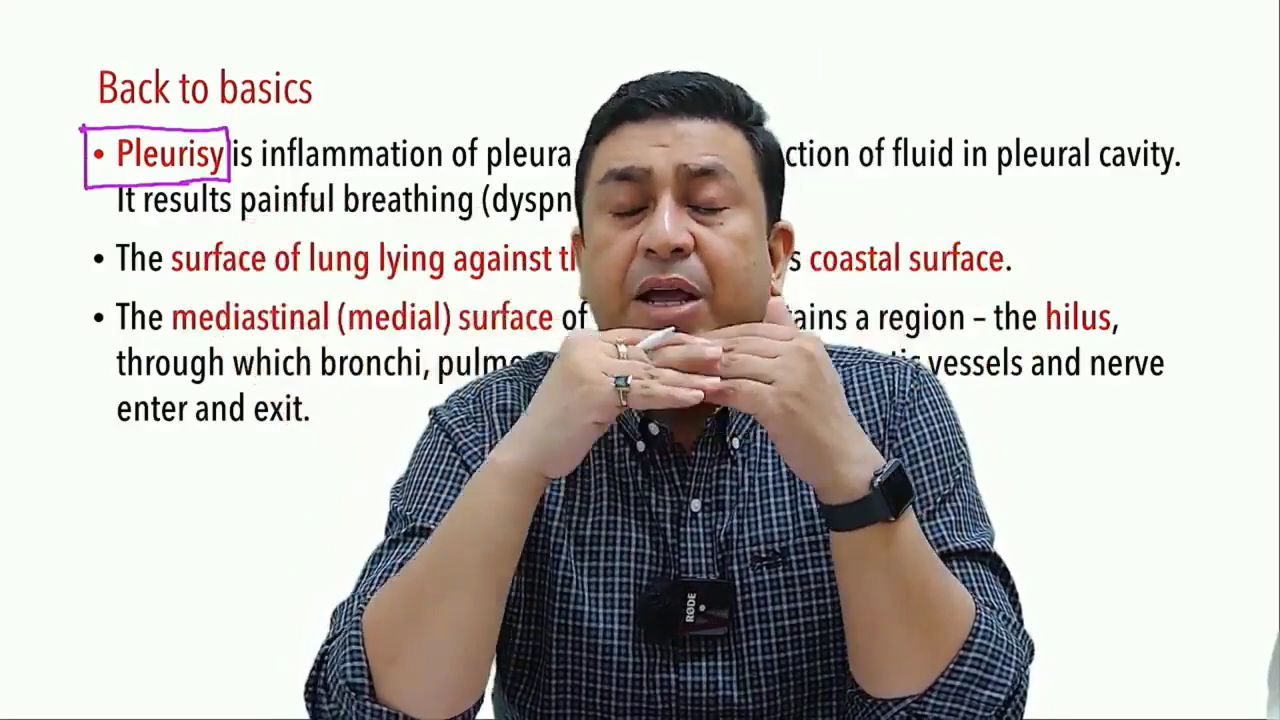 Back to basics
• Pleurisy is inflammation of pleura ction of fluid in pleural cavity.
It results painful breathing (dyspn
• The surface of lung lying against th s coastal surface.
• The mediastinal (medial) surface of tains a region – the hilus,
through which bronchi, pulmo vessels and nerve
enter and exit.
RØDE